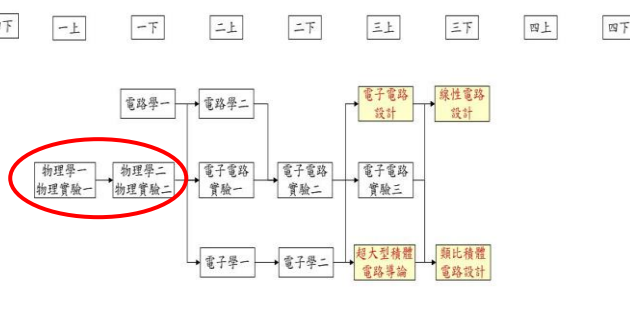 下
一上
一下
二上
二下
三上
三下
四上
四下
電路學一
電路學二
電子電路
設計
線性電路
設計
物理學一
物理實驗一
物理學二
物理實驗二
電子電路
實驗一
電子電路
實驗二
電子電路
實驗三
電子學一
電子學二
超大型積體
電路導論
類比積體
電路設計